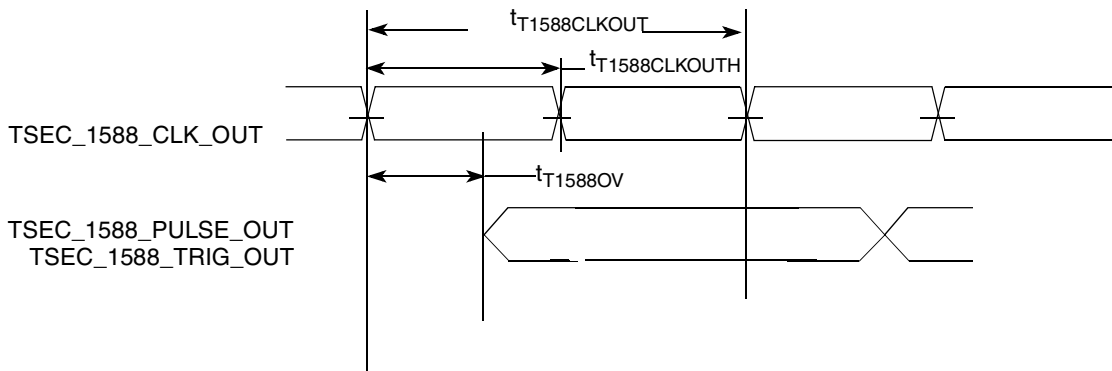 tT1588CLKOUT
tT1588CLKOUTH
TSEC_1588_CLK_OUT
tT1588OV
TSEC_1588_PULSE_OUT
TSEC_1588_TRIG_OUT